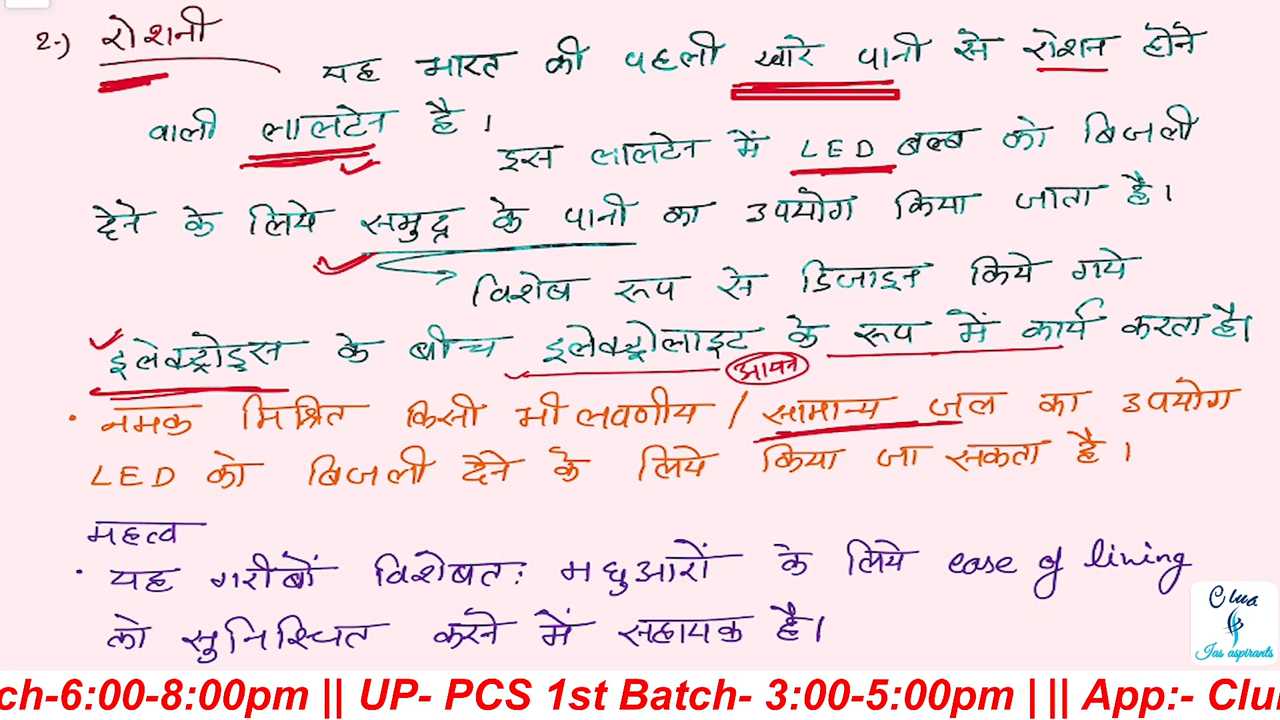 2-) रोशनी
यह भारत की पहली खारे पानी से रोशन होने
वाली लालटेन है।
इस लालटेन में LED बल्ब को बिजली
देने के लिये समुद्र के पानी का उपयोग किया जाता है।
विशेष रूप से डिजाइन किये गये
इलेक्ट्रोड्स के बीच इलेक्ट्रोलाइट के रूप में कार्य करता है।
• नमक मिश्रित किसी भी लवणीय / सामान्य जल का उपयोग
LED को बिजली देने के लिये किया जा सकता है।
महत्व
• यह गरीबों विशेषतः मछुआरों के लिये ease of living
को सुनिश्चित करने में सहायक है।
Clua
Ias aspirants
ch-6:00-8:00pm || UP- PCS 1st Batch- 3:00-5:00pm | || App:- Clu